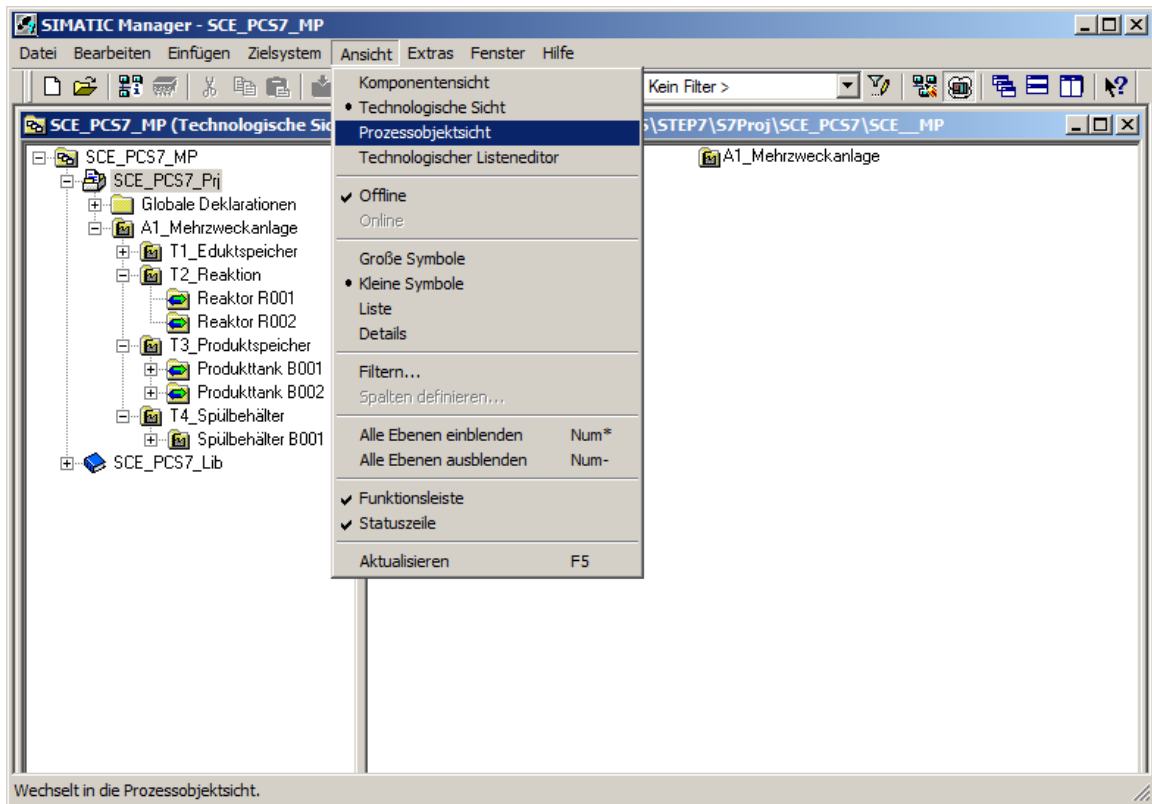 SIMATIC Manager - SCE_PCS7_MP
Datei Bearbeiten Einfügen Zielsystem Ansicht Extras Fenster Hilfe
Kein Filter >
SCE_PCS7_MP (Technologische Sic
\STEP7\S7Proj\SCE_PCS7\SCE__MP
SCE_PCS7_MP
SCE_PCS7_Prj
Globale Deklarationen
A1_Mehrzweckanlage
T1_Eduktspeicher
T2_Reaktion
Reaktor R001
Reaktor R002
T3_Produktspeicher
Produkttank B001
Produkttank B002
T4_Spülbehälter
Spülbehälter B001
SCE_PCS7_Lib
Komponentensicht
Technologische Sicht
Prozessobjektsicht
Technologischer Listeneditor
Offline
Online
Große Symbole
Kleine Symbole
Liste
Details
Filtern...
Spalten definieren...
Alle Ebenen einblenden Num*
Alle Ebenen ausblenden Num-
Funktionsleiste
Statuszeile
Aktualisieren F5
A1_Mehrzweckanlage
Wechselt in die Prozessobjektsicht.